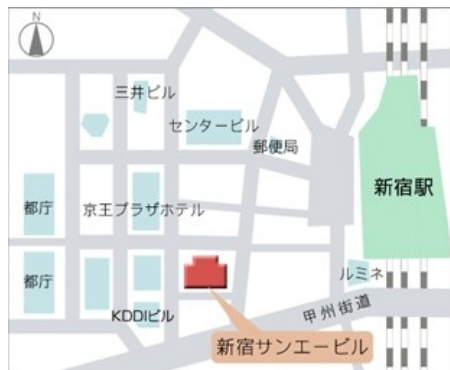 N
三井ビル
センタービル
郵便局
新宿駅
都庁
京王プラザホテル
都庁
ルミネ
KDDIビル
甲州街道
新宿サンエービル